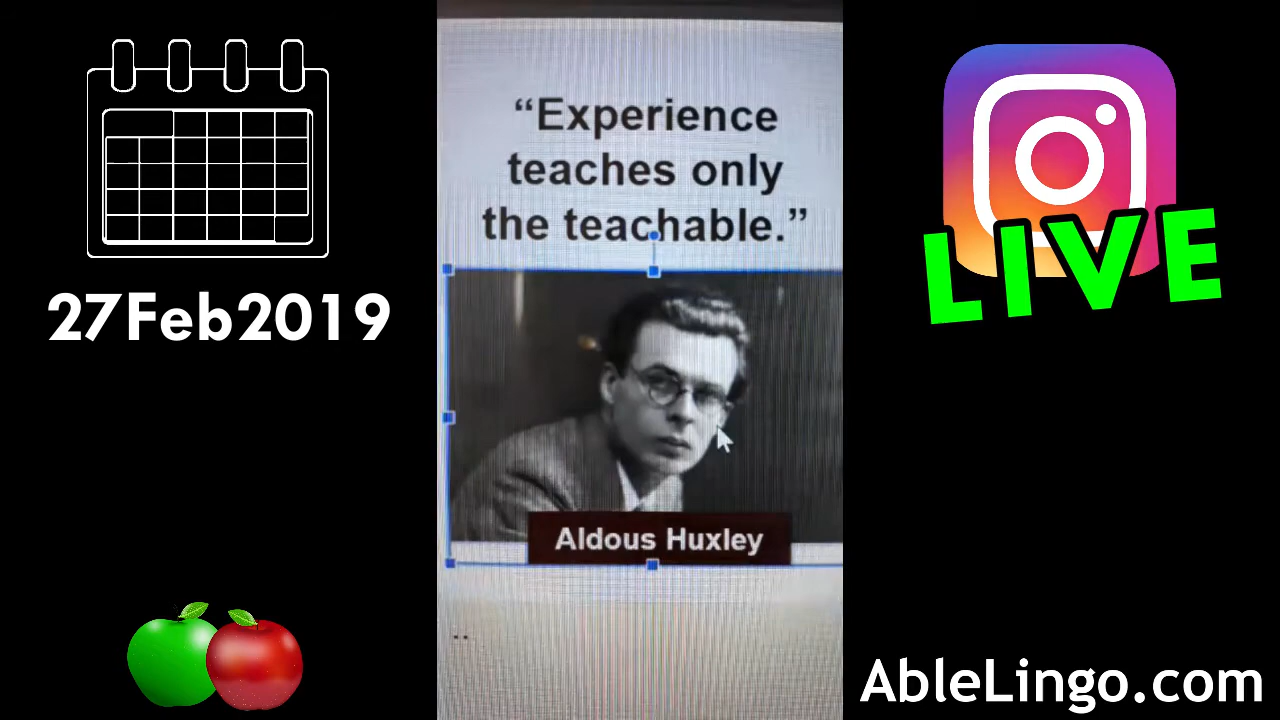 27Feb2019
“Experience
teaches only
the teachable.”
Aldous Huxley
..
LIVE
AbleLingo.com